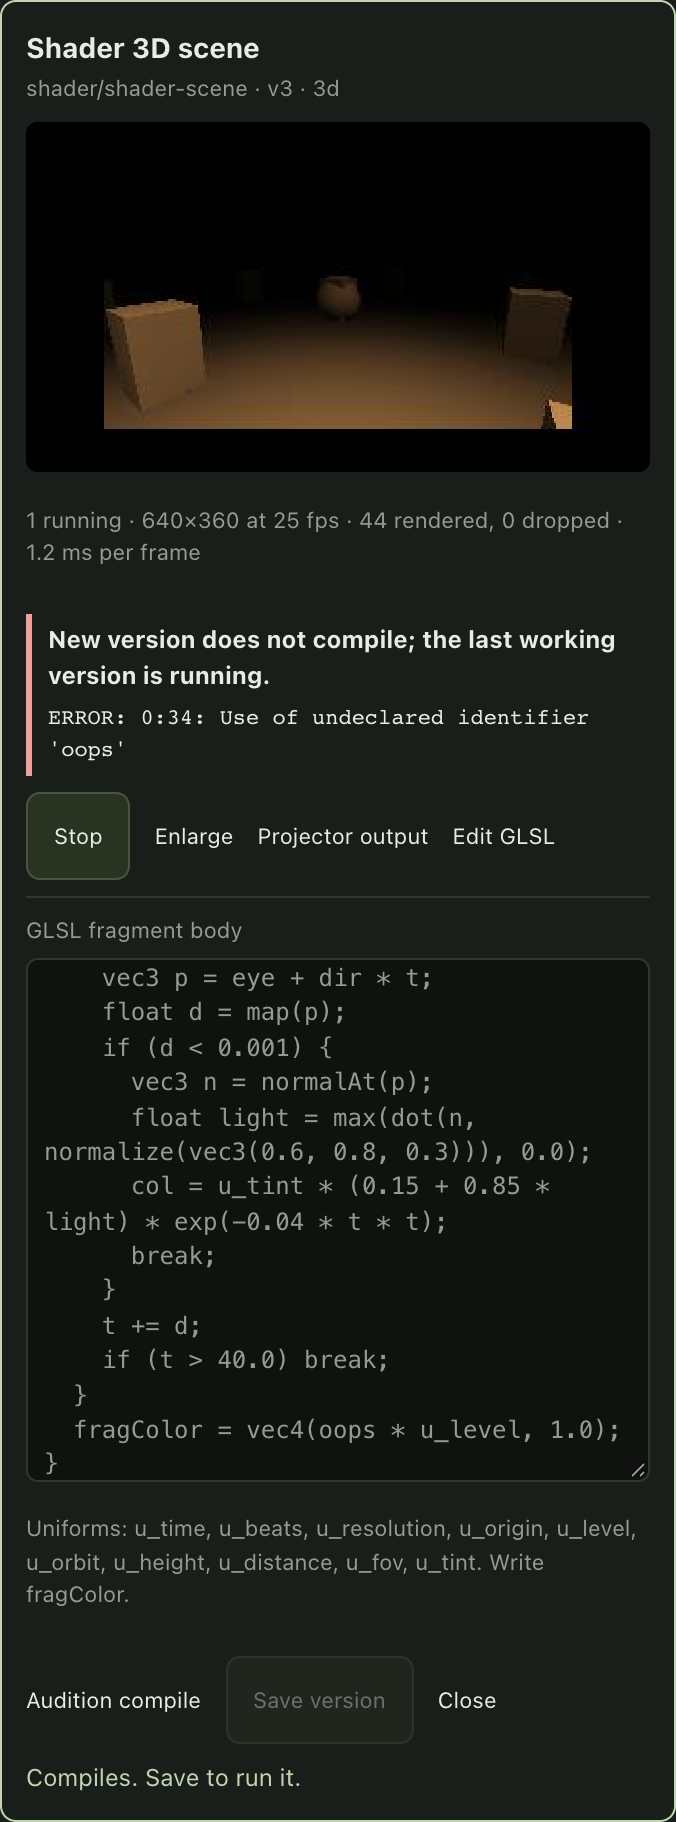 Shader 3D scene
shader/shader-scene · v3 · 3d
1 running · 640×360 at 25 fps · 44 rendered, 0 dropped ·
1.2 ms per frame
New version does not compile; the last working
version is running.
ERROR: 0:34: Use of undeclared identifier
'oops'
Stop Enlarge Projector output Edit GLSL
GLSL fragment body
    vec3 p = eye + dir * t;
    float d = map(p);
    if (d < 0.001) {
      vec3 n = normalAt(p);
      float light = max(dot(n,
normalize(vec3(0.6, 0.8, 0.3))), 0.0);
      col = u_tint * (0.15 + 0.85 *
light) * exp(-0.04 * t * t);
      break;
    }
    t += d;
    if (t > 40.0) break;
  }
  fragColor = vec4(oops * u_level, 1.0);
}
Uniforms: u_time, u_beats, u_resolution, u_origin, u_level,
u_orbit, u_height, u_distance, u_fov, u_tint. Write
fragColor.
Audition compile Save version Close
Compiles. Save to run it.